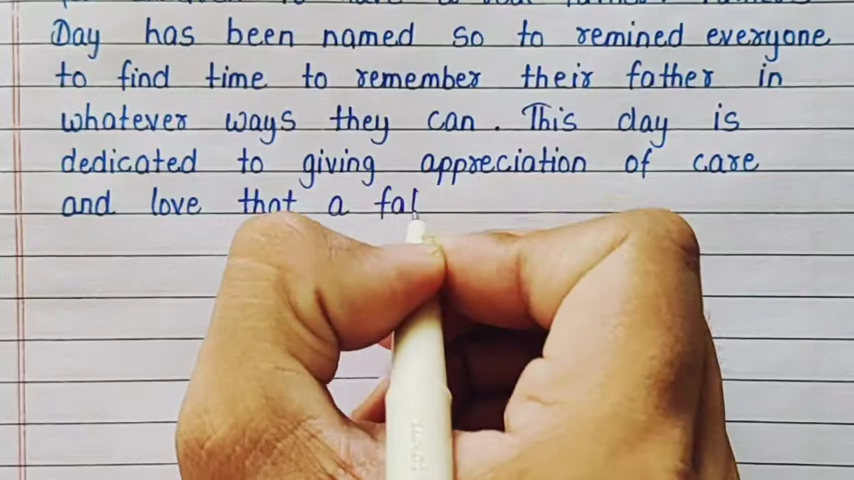 Day has been named so to remined everyone
to find time to remember their father in
whatever ways they can. This day is
dedicated to giving appreciation of care
and love that a fat